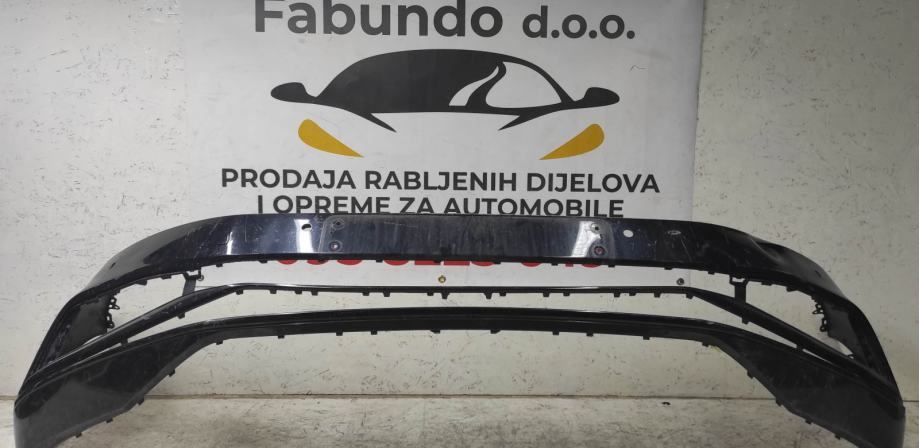 Fabundo d.o.o.
PRODAJA RABLJENIH DIJELOVA
I OPREME ZA AUTOMOBILE